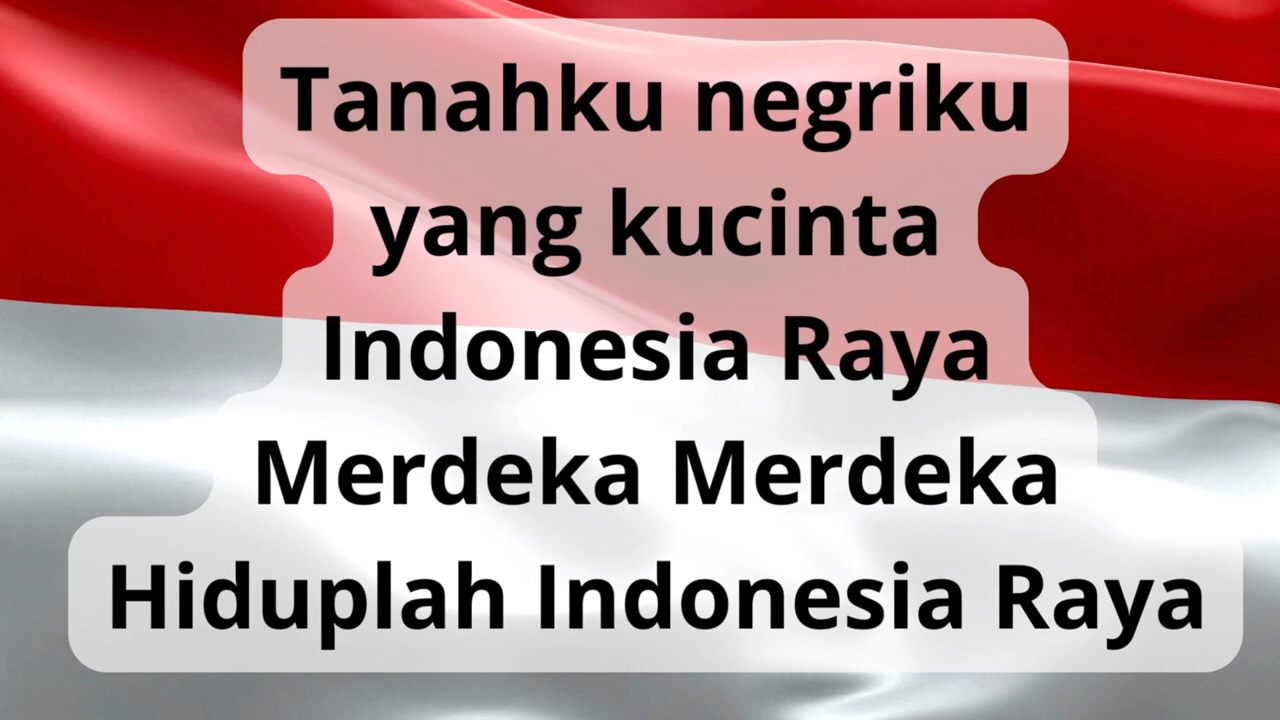 Tanahku negriku
yang kucinta
Indonesia Raya
Merdeka Merdeka
Hiduplah Indonesia Raya